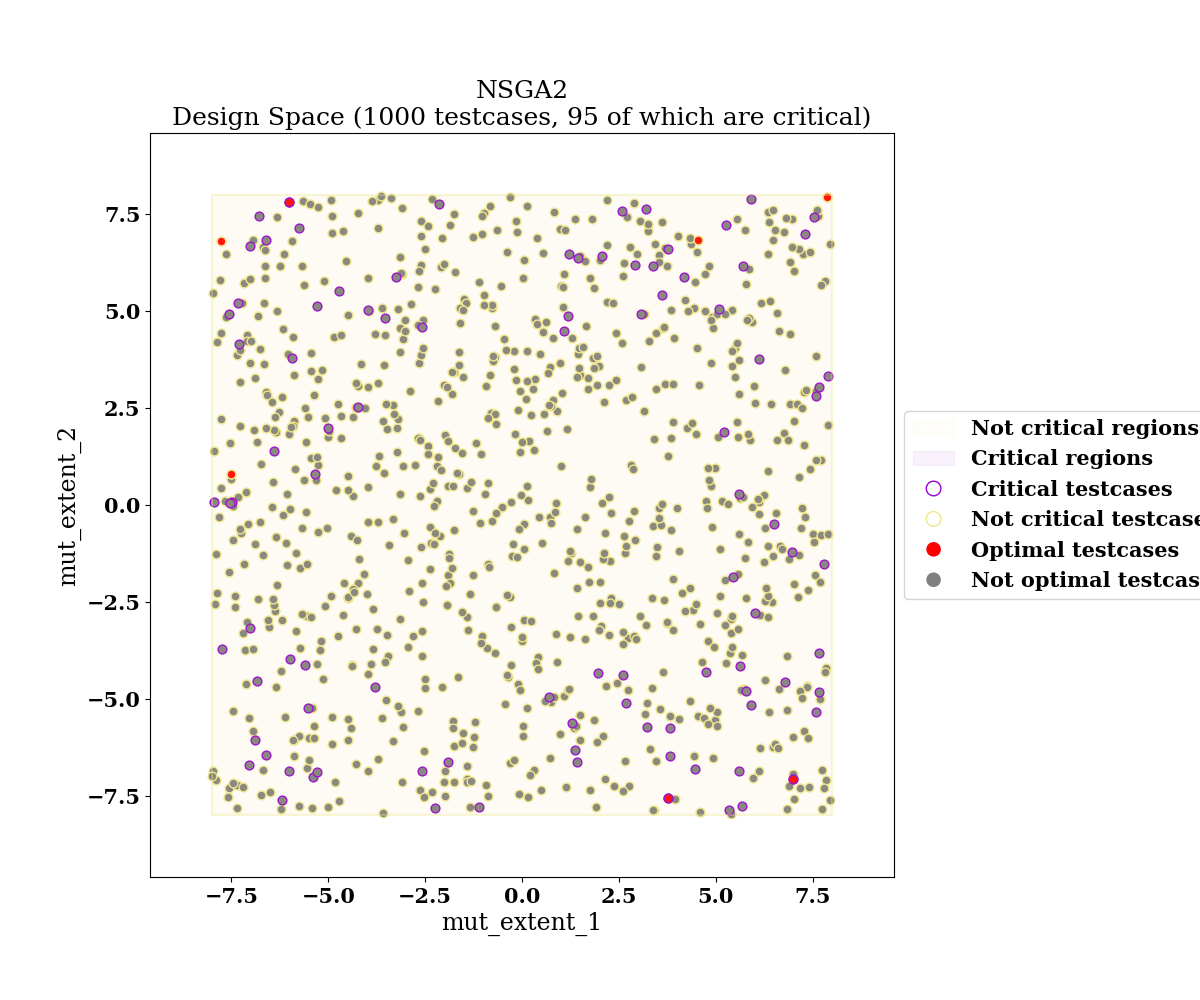 NSGA2
Design Space (1000 testcases, 95 of which are critical)
7.5
5.0
2.5
0.0
−2.5
−5.0
−7.5
mut_extent_2
−7.5 −5.0 −2.5 0.0 2.5 5.0 7.5
mut_extent_1
Not critical regions
Critical regions
Critical testcases
Not critical testcase
Optimal testcases
Not optimal testcas